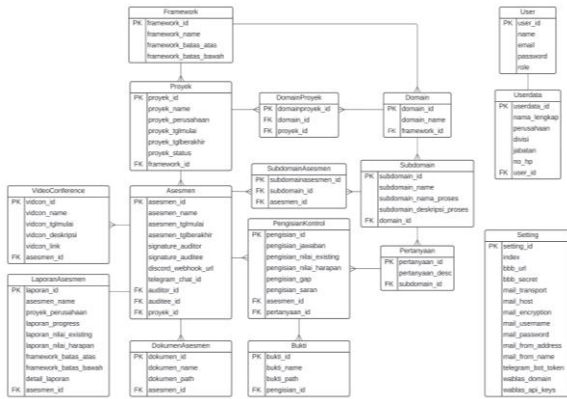 Framework
PK framework_id
framework_name
framework_batas_atas
framework_batas_bawah
User
PK user_id
name
email
password
role
Proyek
PK proyek_id
proyek_name
proyek_perusahaan
proyek_tglmulai
proyek_tglberakhir
proyek_status
FK framework_id
DomainProyek
PK domainproyek_id
FK domain_id
FK proyek_id
Domain
PK domain_id
domain_name
FK framework_id
Userdata
PK userdata_id
nama_lengkap
perusahaan
divisi
jabatan
no_hp
FK user_id
SubdomainAsesmen
PK subdomainasesmen_id
FK subdomain_id
FK asesmen_id
Subdomain
PK subdomain_id
subdomain_name
subdomain_nama_proses
subdomain_deskripsi_proses
FK domain_id
VideoConference
PK vidcon_id
vidcon_name
vidcon_tglmulai
vidcon_deskripsi
vidcon_link
FK asesmen_id
Asesmen
PK asesmen_id
asesmen_name
asesmen_tglmulai
asesmen_tglberakhir
signature_auditor
signature_auditee
discord_webhook_url
telegram_chat_id
FK auditor_id
FK auditee_id
FK proyek_id
PengisianKontrol
PK pengisian_id
pengisian_jawaban
pengisian_nilai_existing
pengisian_nilai_harapan
pengisian_gap
pengisian_saran
FK asesmen_id
FK pertanyaan_id
Pertanyaan
PK pertanyaan_id
pertanyaan_desc
FK subdomain_id
Setting
PK setting_id
index
bbb_url
bbb_secret
mail_transport
mail_host
mail_encryption
mail_username
mail_password
mail_from_address
mail_from_name
telegram_bot_token
wablas_domain
wablas_api_keys
LaporanAsesmen
PK laporan_id
asesmen_name
proyek_perusahaan
laporan_progress
laporan_nilai_existing
laporan_nilai_harapan
framework_batas_atas
framework_batas_bawah
detail_laporan
FK asesmen_id
DokumenAsesmen
PK dokumen_id
dokumen_name
dokumen_path
FK asesmen_id
Bukti
PK bukti_id
bukti_name
bukti_path
FK pengisian_id